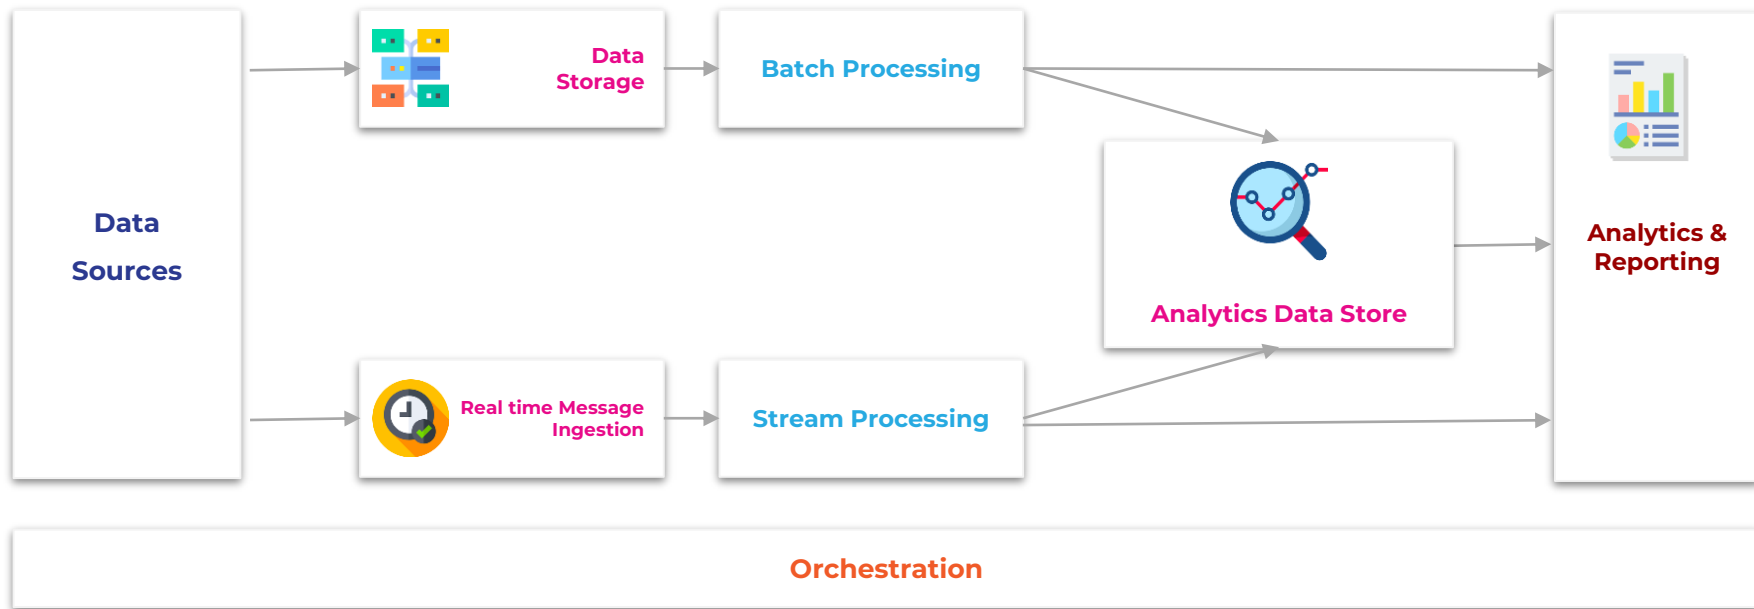 Data
Sources
Data
Storage
Batch Processing
Analytics Data Store
Real time Message
Ingestion
Stream Processing
Analytics &
Reporting
Orchestration